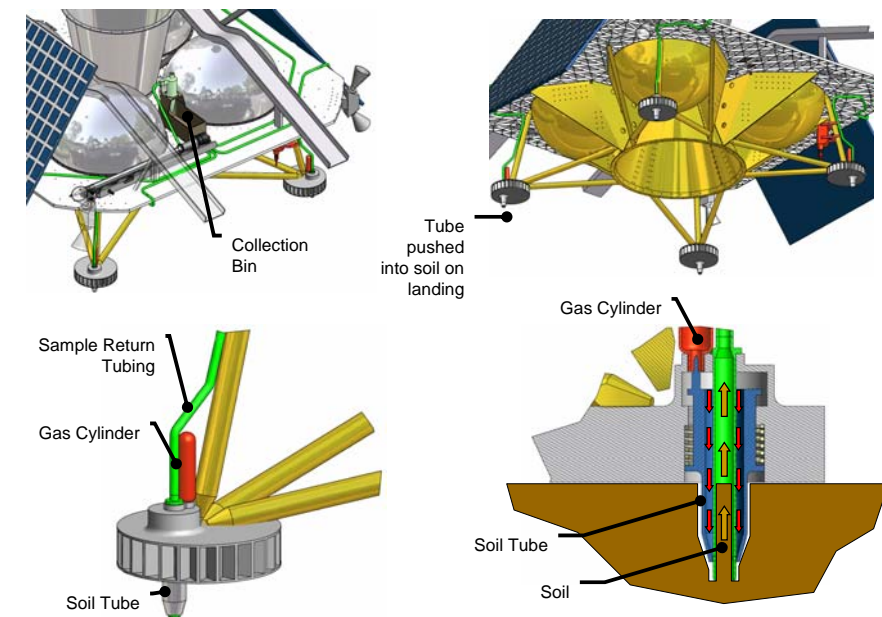 Collection
Bin
Tube
pushed
into soil on
landing
Sample Return
Tubing
Gas Cylinder
Soil Tube
Gas Cylinder
Soil Tube
Soil